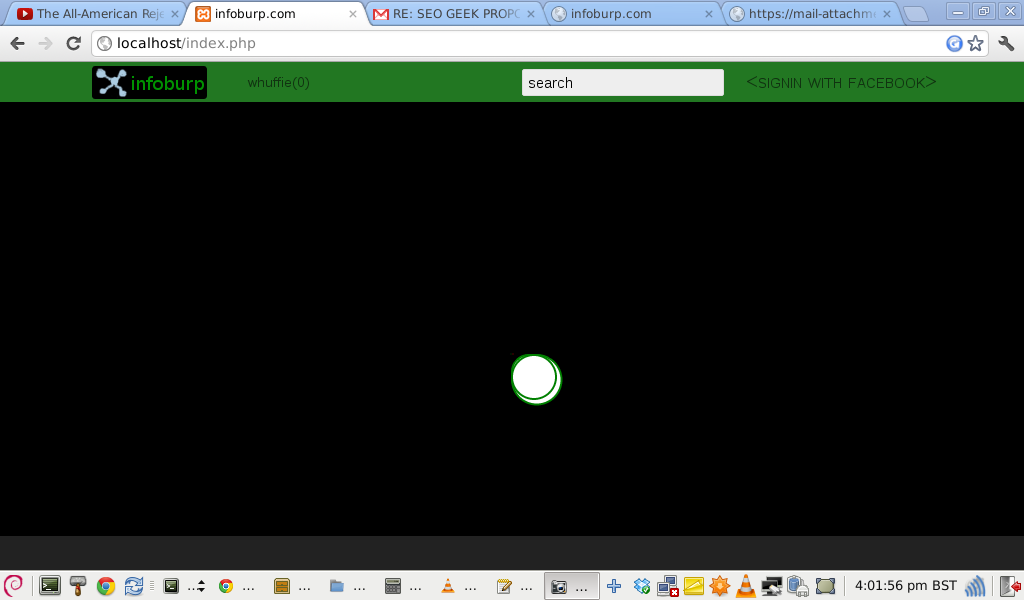 The All-American Reje
infoburp.com
RE: SEO GEEK PROPO
infoburp.com
https://mail-attachme
localhost/index.php
infoburp
whuffie(0)
search
<SIGNIN WITH FACEBOOK>
... ... ... ... ... ... ... ... 4:01:56 pm BST